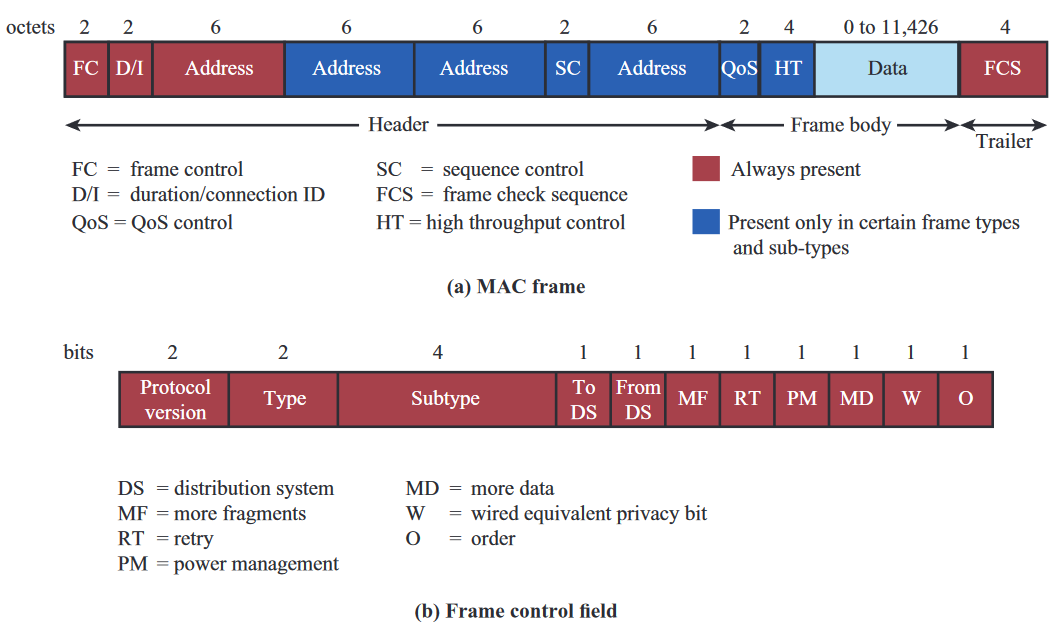 octets 2 2 6 6 6 2 6 2 4 0 to 11,426 4
FC D/I Address Address Address SC Address QoS HT Data FCS
Header Frame body
Trailer
FC = frame control
D/I = duration/connection ID
QoS = QoS control
SC = sequence control
FCS = frame check sequence
HT = high throughput control
Always present
Present only in certain frame types
and sub-types
(a) MAC frame
bits 2 2 4 1 1 1 1 1 1 1 1
Protocol
version
Type
Subtype
To
DS
From
DS
MF
RT
PM
MD
W
O
DS = distribution system
MF = more fragments
RT = retry
PM = power management
MD = more data
W = wired equivalent privacy bit
O = order
(b) Frame control field